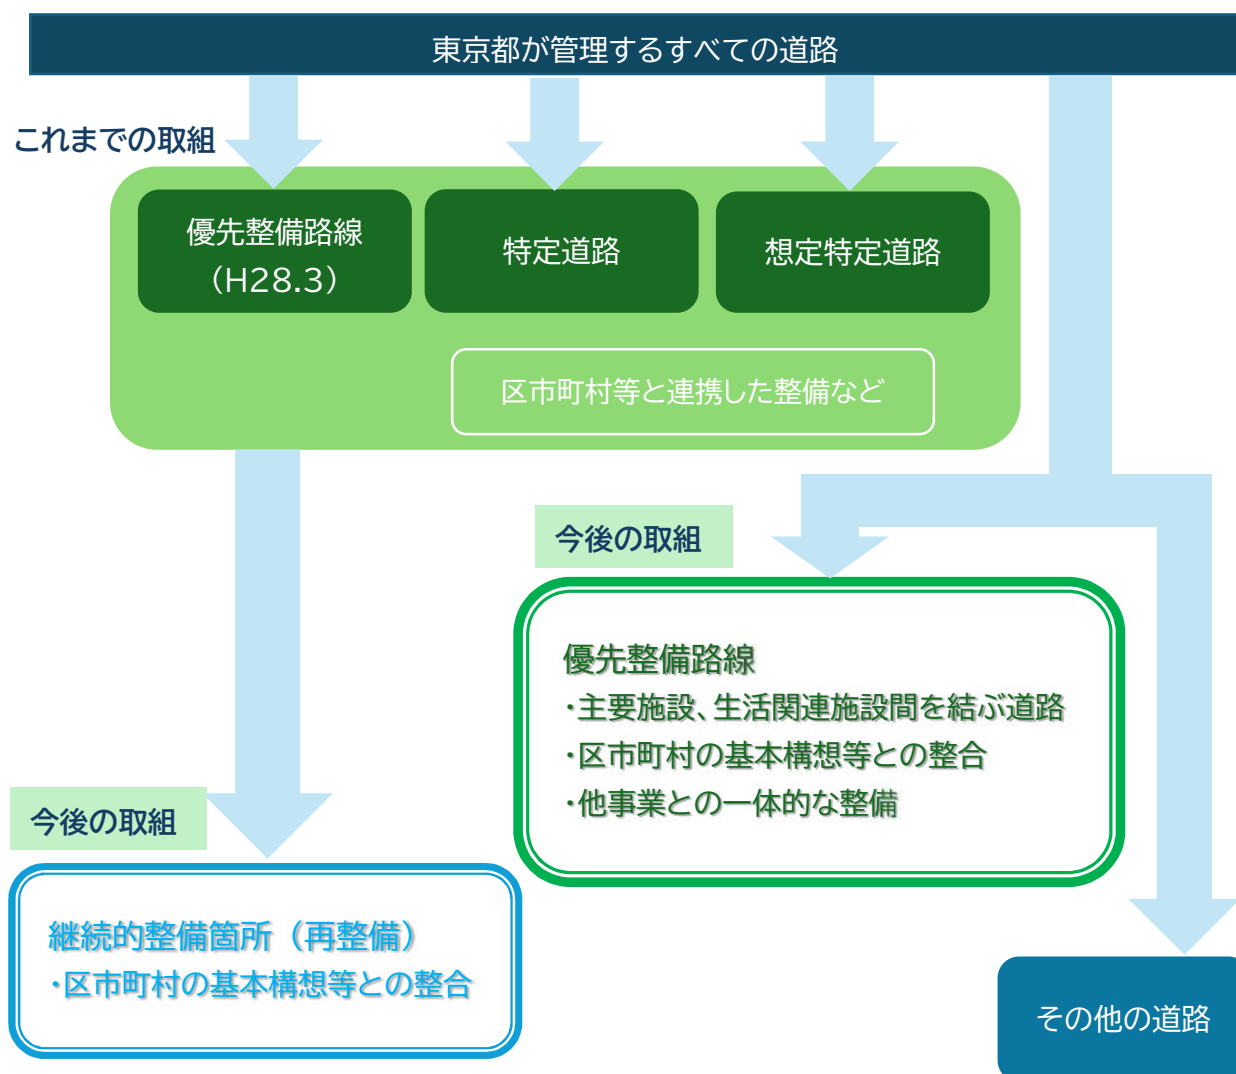 東京都が管理するすべての道路
これまでの取組
優先整備路線
（H28.3）
特定道路
想定特定道路
区市町村等と連携した整備など
今後の取組
優先整備路線
・主要施設、生活関連施設間を結ぶ道路
・区市町村の基本構想等との整合
・他事業との一体的な整備
今後の取組
継続的整備箇所（再整備）
・区市町村の基本構想等との整合
その他の道路